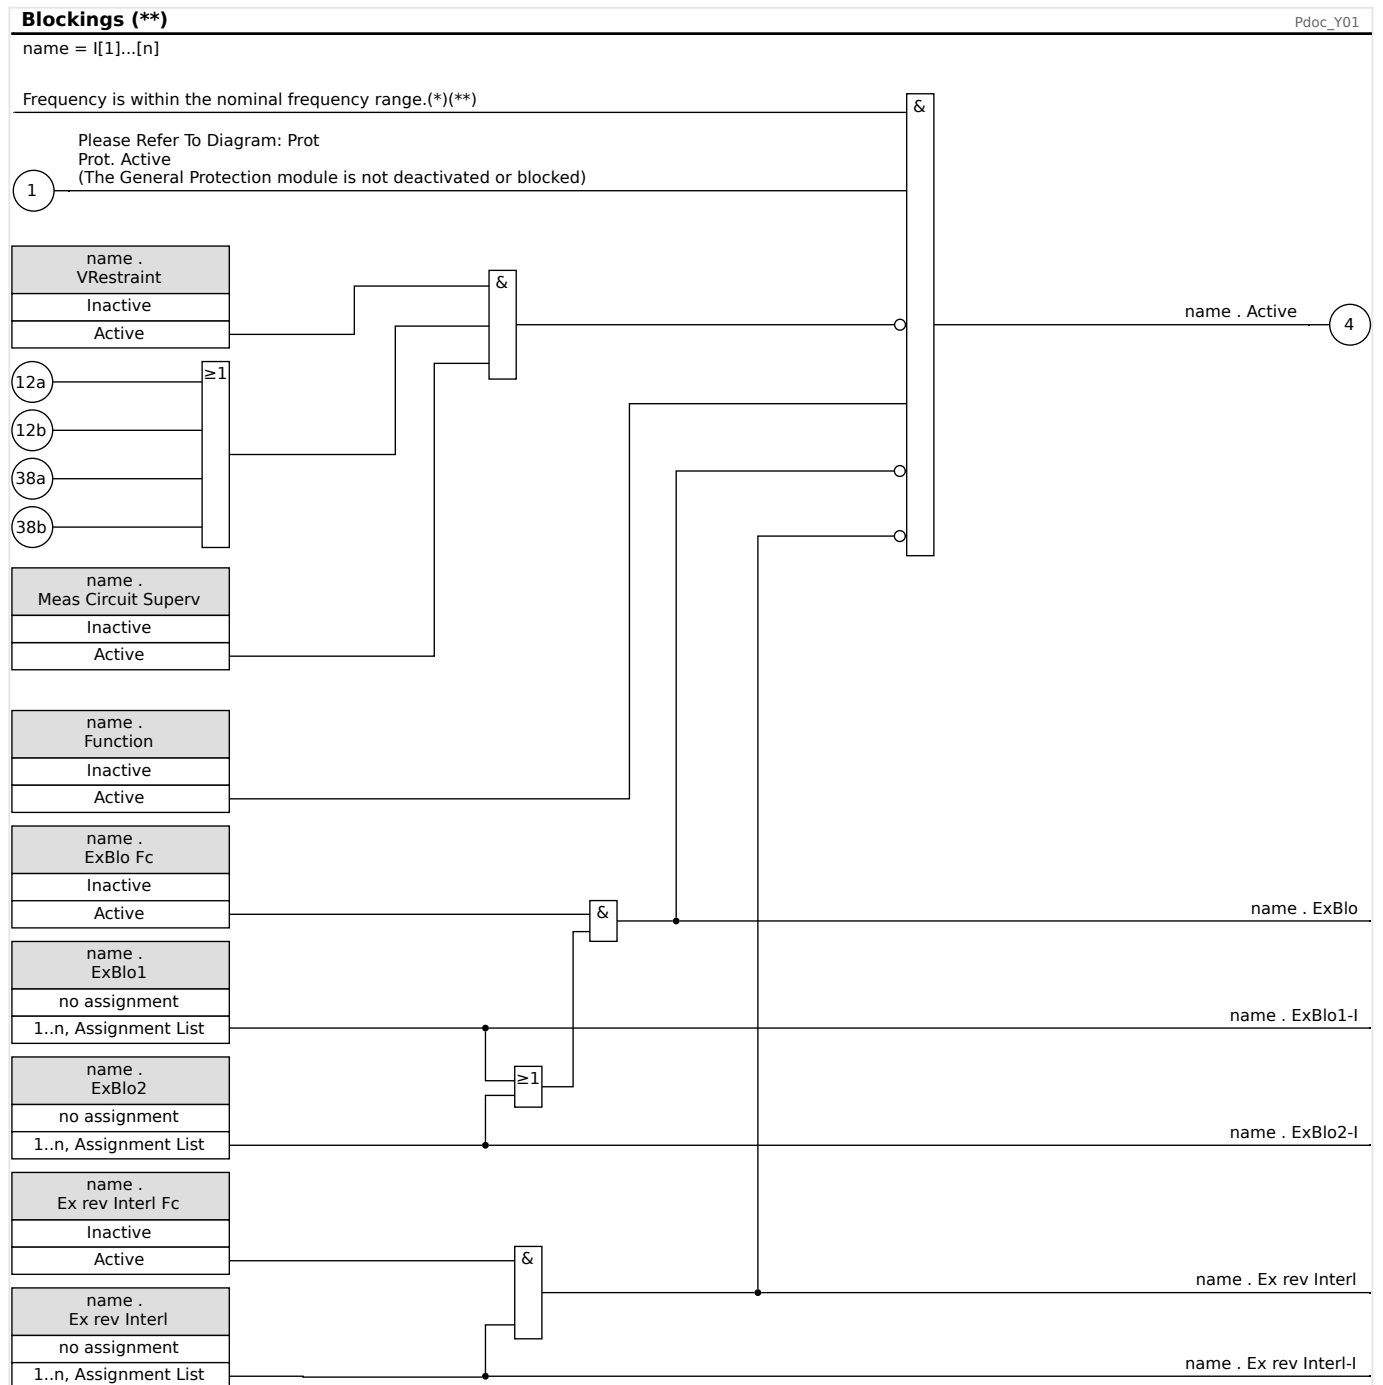 Blockings (**)
Pdoc_Y01
name = I[1]...[n]
Frequency is within the nominal frequency range.(*)(**)
&
Please Refer To Diagram: Prot
Prot. Active
(The General Protection module is not deactivated or blocked)
1
name .
VRestraint
Inactive
Active
&
name . Active
4
12a
≥1
12b
38a
38b
name .
Meas Circuit Superv
Inactive
Active
name .
Function
Inactive
Active
name .
ExBlo Fc
Inactive
Active
&
name . ExBlo
name .
ExBlo1
no assignment
1..n, Assignment List
name . ExBlo1-I
name .
ExBlo2
≥1
no assignment
1..n, Assignment List
name . ExBlo2-I
name .
Ex rev Interl Fc
Inactive
Active
&
name . Ex rev Interl
name .
Ex rev Interl
no assignment
1..n, Assignment List
name . Ex rev Interl-I